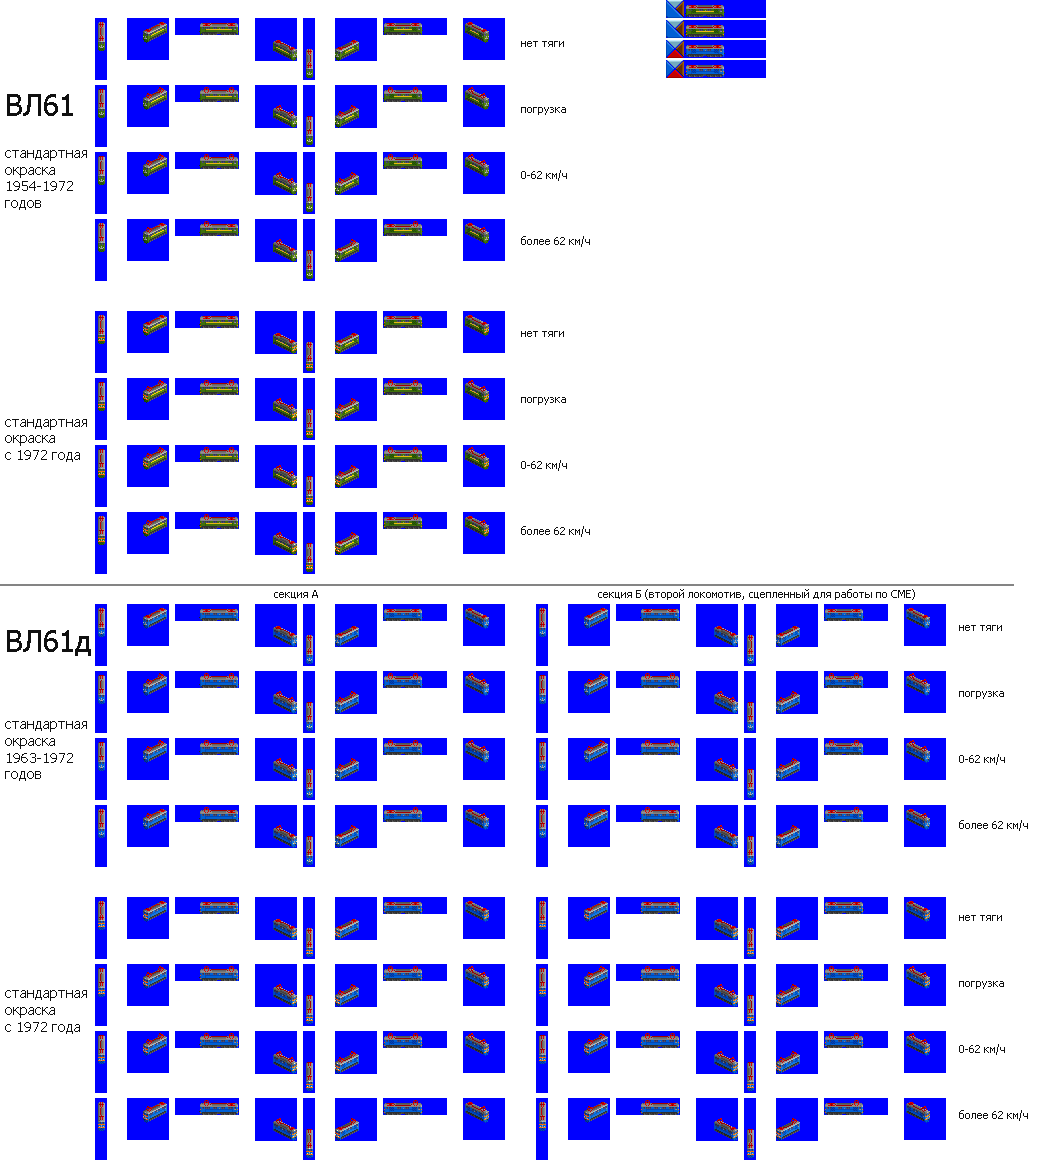 нет тяги
ВЛ61
погрузка
стандартная
окраска
1954-1972
годов
0-62 км/ч
более 62 км/ч
нет тяги
погрузка
стандартная
окраска
с 1972 года
0-62 км/ч
более 62 км/ч
секция А
секция Б (второй локомотив, сцепленный для работы по СМЕ)
ВЛ61д
нет тяги
погрузка
стандартная
окраска
1963-1972
годов
0-62 км/ч
более 62 км/ч
нет тяги
погрузка
стандартная
окраска
с 1972 года
0-62 км/ч
более 62 км/ч